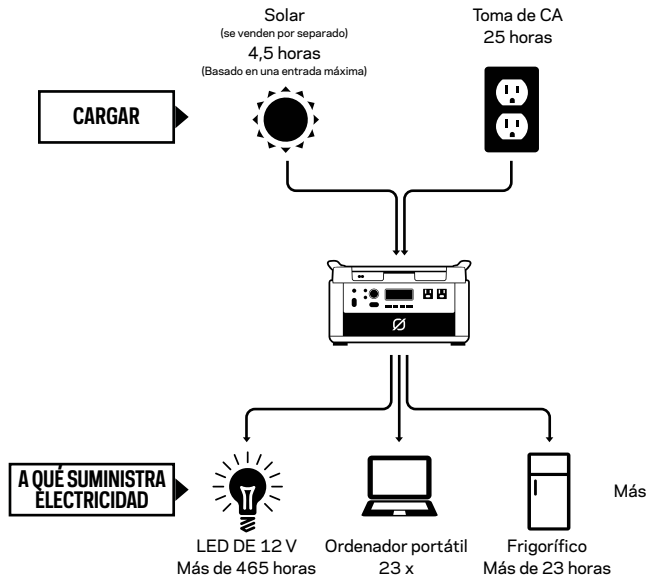 Solar
(se venden por separado)
4,5 horas
(Basado en una entrada máxima)
Toma de CA
25 horas
CARGAR
A QUÉ SUMINISTRA
ELECTRICIDAD
Más
LED DE 12 V
Más de 465 horas
Ordenador portátil
23 x
Frigorífico
Más de 23 horas